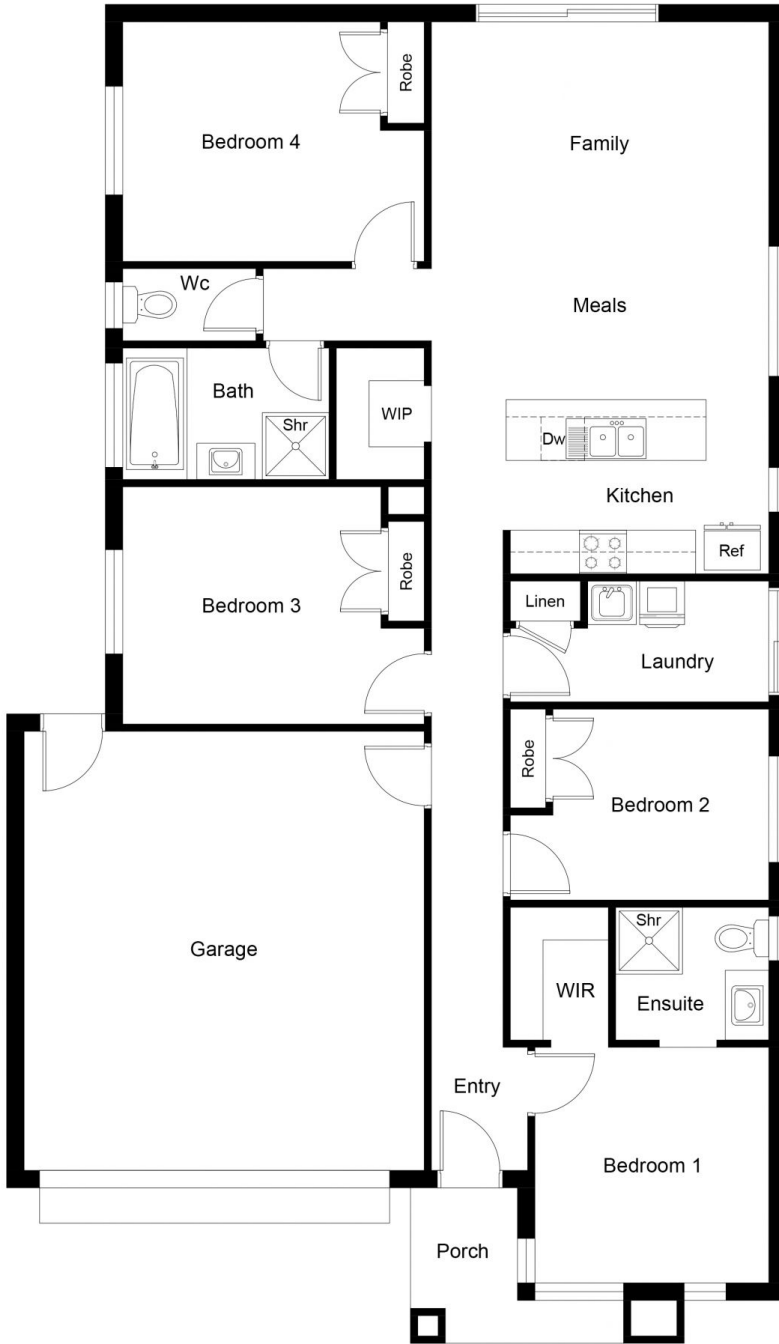 Robe
Bedroom 4
Family
Wc
Meals
Bath
WIP
Shr
Dw
Kitchen
Ref
Robe
Linen
Bedroom 3
Laundry
Robe
Bedroom 2
Shr
Garage
WIR
Ensuite
Entry
Bedroom 1
Porch